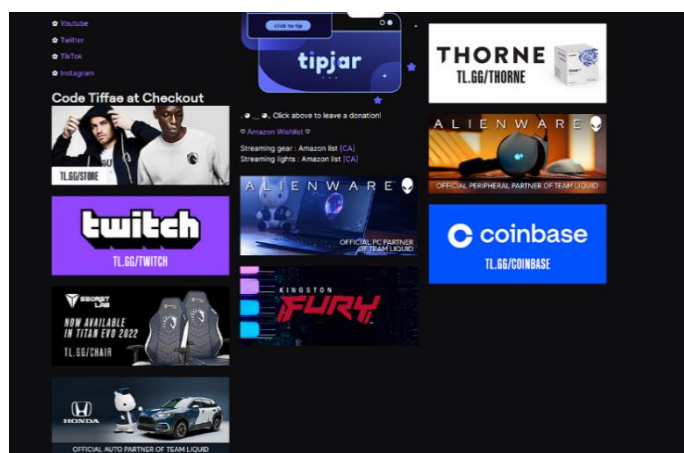 ✿ Youtube
✿ Twitter
✿ TikTok
✿ Instagram
Code Tiffae at Checkout
TL.GG/STORE
twitch
TL.GG/TWITCH
SECRET
LAB
NOW AVAILABLE
IN TITAN EVO 2022
TL.GG/CHAIR
HONDA
OFFICIAL AUTO PARTNER OF TEAM LIQUID
click to tip
tipjar
Click above to leave a donation!
♡ Amazon Wishlist ♡
Streaming gear : Amazon list [CA]
Streaming lights : Amazon list [CA]
ALIENWARE
OFFICIAL PC PARTNER
OF TEAM LIQUID
KINGSTON
FURY
THORNE
TL.GG/THORNE
ALIENWARE
OFFICIAL PERIPHERAL PARTNER OF TEAM LIQUID
coinbase
TL.GG/COINBASE